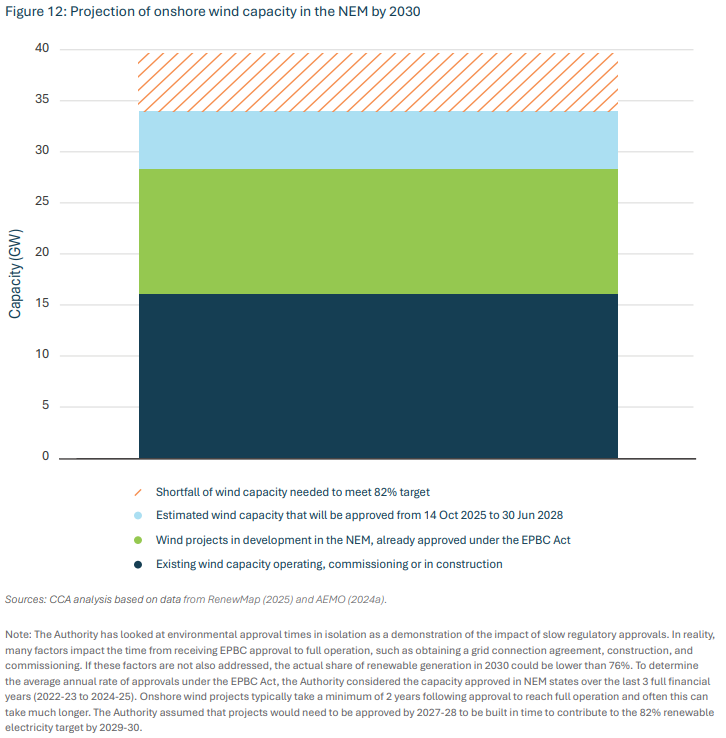 Figure 12: Projection of onshore wind capacity in the NEM by 2030
40
35
30
25
20
15
10
5
0
Capacity (GW)
Shortfall of wind capacity needed to meet 82% target
Estimated wind capacity that will be approved from 14 Oct 2025 to 30 Jun 2028
Wind projects in development in the NEM, already approved under the EPBC Act
Existing wind capacity operating, commissioning or in construction
Sources: CCA analysis based on data from RenewMap (2025) and AEMO (2024a).
Note: The Authority has looked at environmental approval times in isolation as a demonstration of the impact of slow regulatory approvals. In reality,
many factors impact the time from receiving EPBC approval to full operation, such as obtaining a grid connection agreement, construction, and
commissioning. If these factors are not also addressed, the actual share of renewable generation in 2030 could be lower than 76%. To determine
the average annual rate of approvals under the EPBC Act, the Authority considered the capacity approved in NEM states over the last 3 full financial
years (2022-23 to 2024-25). Onshore wind projects typically take a minimum of 2 years following approval to reach full operation and often this can
take much longer. The Authority assumed that projects would need to be approved by 2027-28 to be built in time to contribute to the 82% renewable
electricity target by 2029-30.